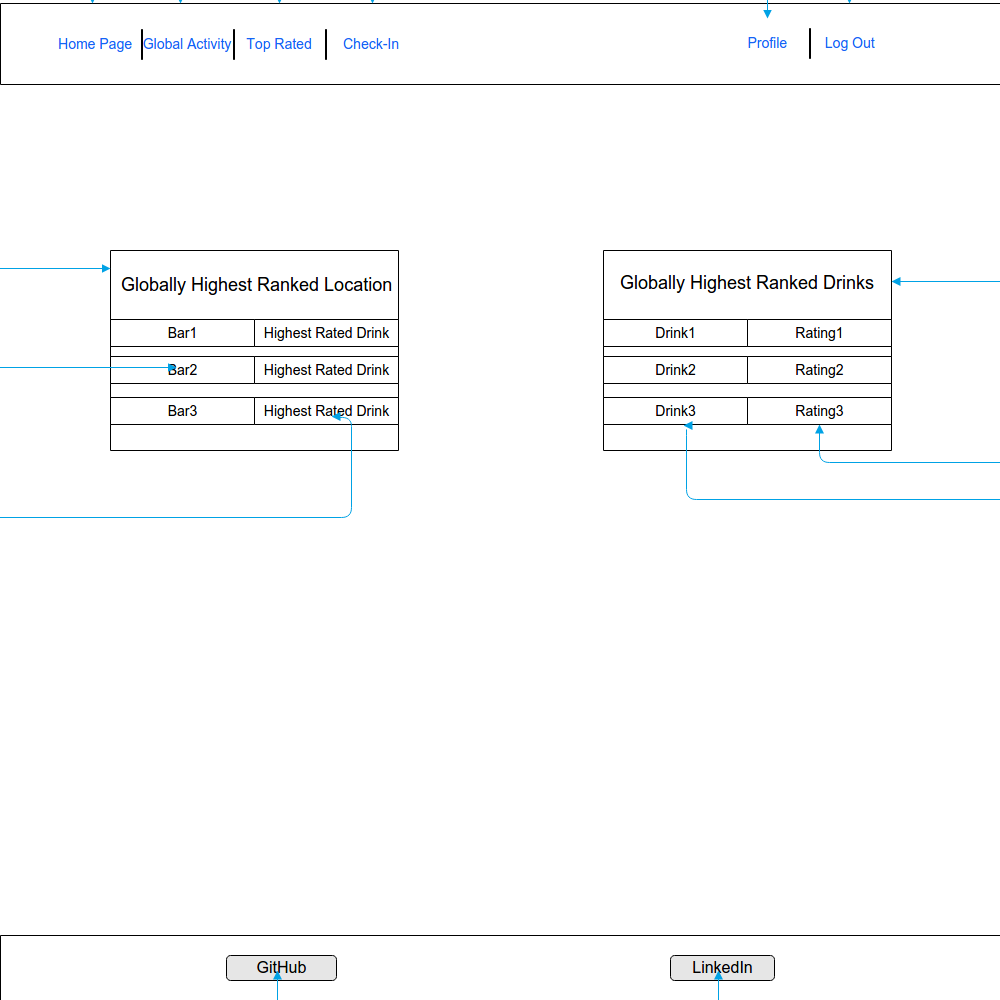 Home Page Global Activity Top Rated Check-In Profile Log Out
Globally Highest Ranked Location
Bar1 Highest Rated Drink
Bar2 Highest Rated Drink
Bar3 Highest Rated Drink
Globally Highest Ranked Drinks
Drink1 Rating1
Drink2 Rating2
Drink3 Rating3
GitHub LinkedIn